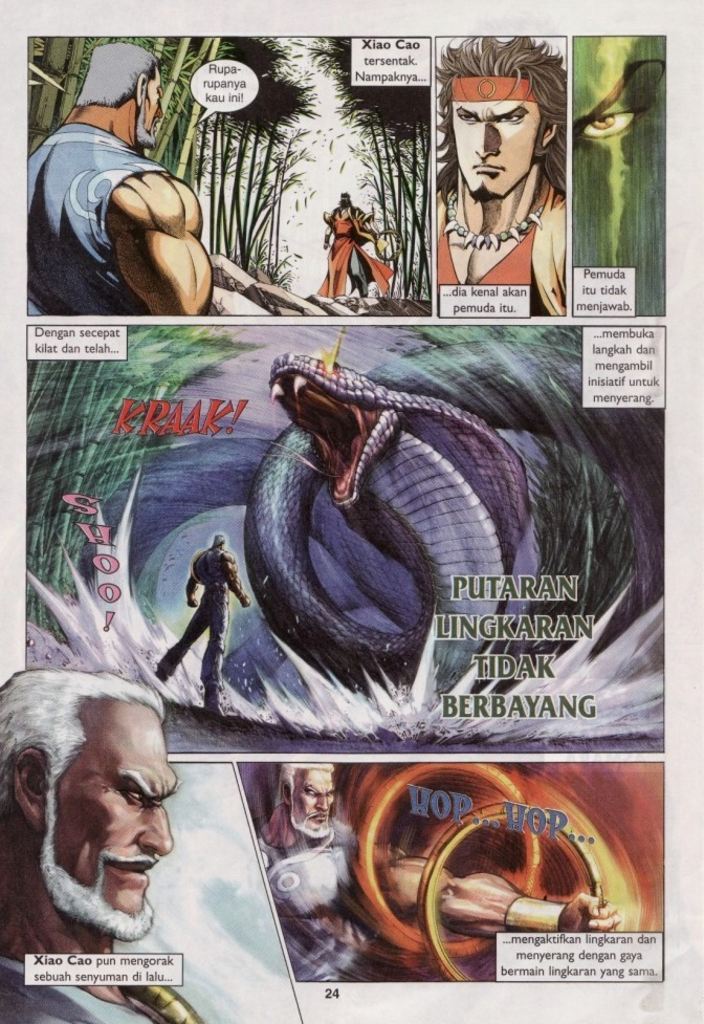 Rupa-
rupanya
kau ini!
Xiao Cao
tersentak.
Nampaknya...
...dia kenal akan
pemuda itu.
Pemuda
itu tidak
menjawab.
Dengan secepat
kilat dan telah...
...membuka
langkah dan
mengambil
inisiatif untuk
menyerang.
KRAAK!
SHOO!
PUTARAN
LINGKARAN
TIDAK
BERBAYANG
Xiao Cao pun mengorak
sebuah senyuman di lalu...
HOP...HOP...
...mengaktifkan lingkaran dan
menyerang dengan gaya
bermain lingkaran yang sama.
24